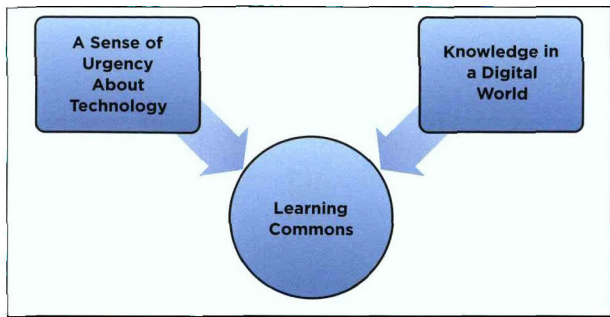 A Sense of
Urgency
About
Technology
Knowledge in
a Digital
World
Learning
Commons